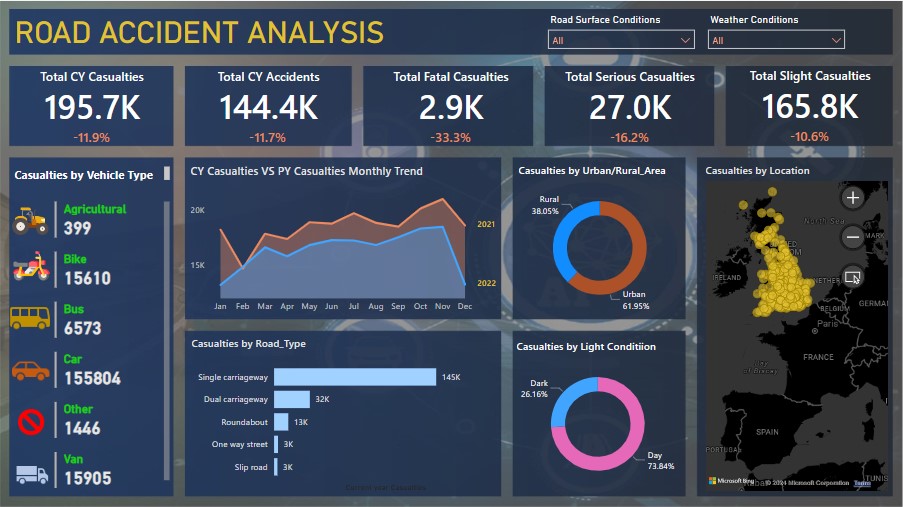 ROAD ACCIDENT ANALYSIS
Road Surface Conditions
All
Weather Conditions
All
Total CY Casualties
195.7K
-11.9%
Total CY Accidents
144.4K
-11.7%
Total Fatal Casualties
2.9K
-33.3%
Total Serious Casualties
27.0K
-16.2%
Total Slight Casualties
165.8K
-10.6%
Casualties by Vehicle Type
Agricultural
399
Bike
15610
Bus
6573
Car
155804
Other
1446
Van
15905
CY Casualties VS PY Casualties Monthly Trend
20K
15K
2021
2022
Jan Feb Mar Apr May Jun Jul Aug Sep Oct Nov Dec
Casualties by Road_Type
Single carriageway 145K
Dual carriageway 32K
Roundabout 13K
One way street 3K
Slip road 3K
Casualties by Urban/Rural_Area
Rural
38.05%
Urban
61.95%
Casualties by Light Conditiion
Dark
26.16%
Day
73.84%
Casualties by Location
North Sea
IRELAND
BELGIUM
GERMA
Paris
FRANCE
SPAIN
PORTUGAL
Microsoft Bing
© 2024 Microsoft Corporation
Terms
TUNIS